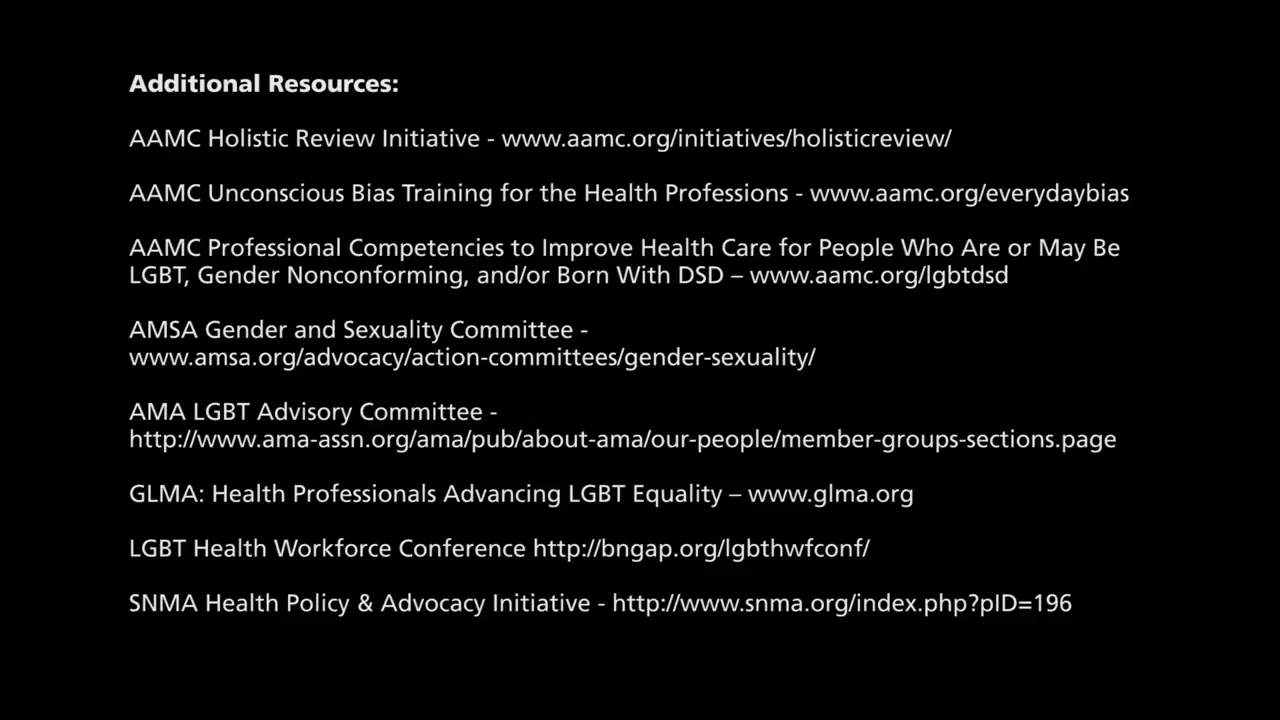 Additional Resources:
AAMC Holistic Review Initiative - www.aamc.org/initiatives/holisticreview/
AAMC Unconscious Bias Training for the Health Professions - www.aamc.org/everydaybias
AAMC Professional Competencies to Improve Health Care for People Who Are or May Be
LGBT, Gender Nonconforming, and/or Born With DSD – www.aamc.org/lgbtdsd
AMSA Gender and Sexuality Committee -
www.amsa.org/advocacy/action-committees/gender-sexuality/
AMA LGBT Advisory Committee -
http://www.ama-assn.org/ama/pub/about-ama/our-people/member-groups-sections.page
GLMA: Health Professionals Advancing LGBT Equality – www.glma.org
LGBT Health Workforce Conference http://bngap.org/lgbthwfconf/
SNMA Health Policy & Advocacy Initiative - http://www.snma.org/index.php?pID=196